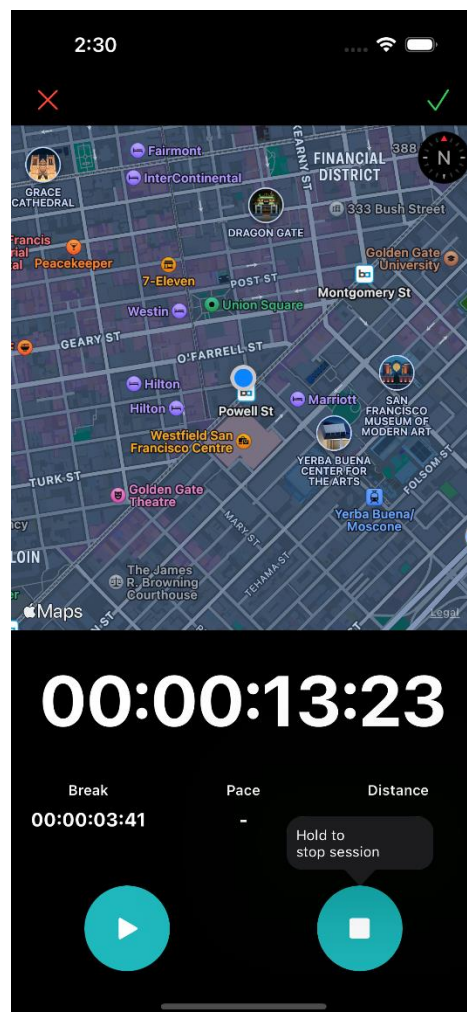 2:30
Fairmont
InterContinental
KEARNY ST
388
N
FINANCIAL
DISTRICT
GRACE
CATHEDRAL
333 Bush Street
DRAGON GATE
Peacekeeper
7-Eleven
Golden Gate
University
POST ST
Montgomery St
Westin
Union Square
GEARY ST
O'FARRELL ST
Hilton
Hilton
Powell St
Marriott
SAN
FRANCISCO
MUSEUM OF
MODERN ART
Westfield San
Francisco Centre
YERBA BUENA
CENTER FOR
THE ARTS
TURK ST
Golden Gate
Theatre
FOLSOM ST
Yerba Buena/
Moscone
MARY ST
TEHAMA ST
The James
R. Browning
Courthouse
Maps
Legal
00:00:13:23
Break
Pace
Distance
00:00:03:41
-
Hold to
stop session